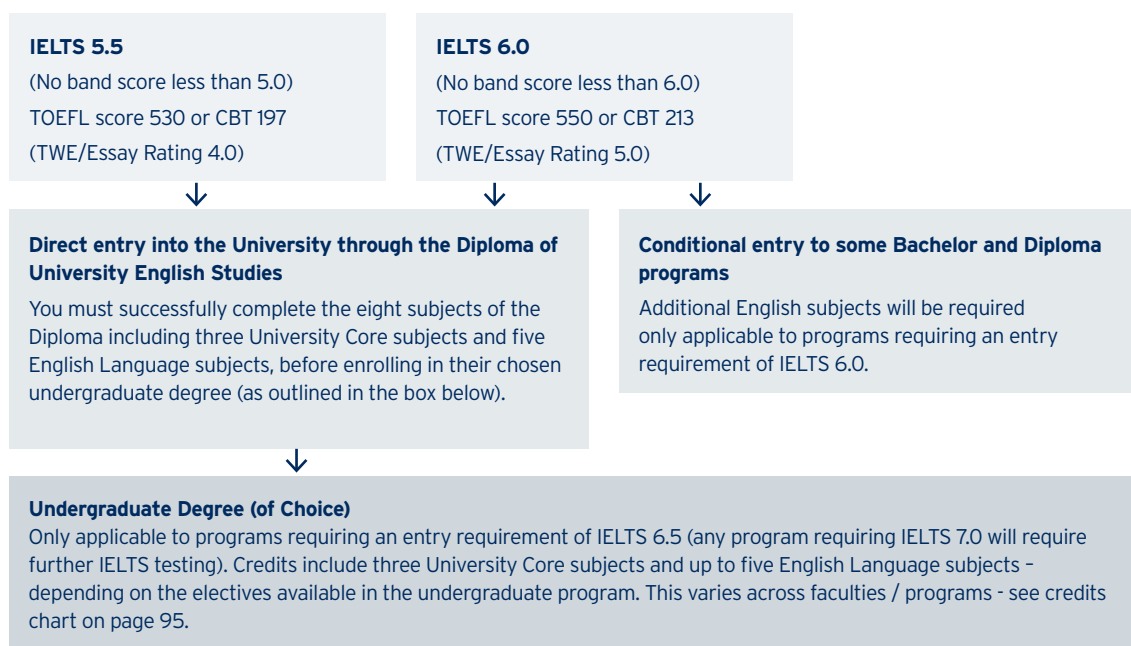 IELTS 5.5
(No band score less than 5.0)
TOEFL score 530 or CBT 197
(TWE/Essay Rating 4.0)
IELTS 6.0
(No band score less than 6.0)
TOEFL score 550 or CBT 213
(TWE/Essay Rating 5.0)
Direct entry into the University through the Diploma of
University English Studies
You must successfully complete the eight subjects of the
Diploma including three University Core subjects and five
English Language subjects, before enrolling in their chosen
undergraduate degree (as outlined in the box below).
Conditional entry to some Bachelor and Diploma
programs
Additional English subjects will be required
only applicable to programs requiring an entry
requirement of IELTS 6.0.
Undergraduate Degree (of Choice)
Only applicable to programs requiring an entry requirement of IELTS 6.5 (any program requiring IELTS 7.0 will require
further IELTS testing). Credits include three University Core subjects and up to five English Language subjects –
depending on the electives available in the undergraduate program. This varies across faculties / programs - see credits
chart on page 95.